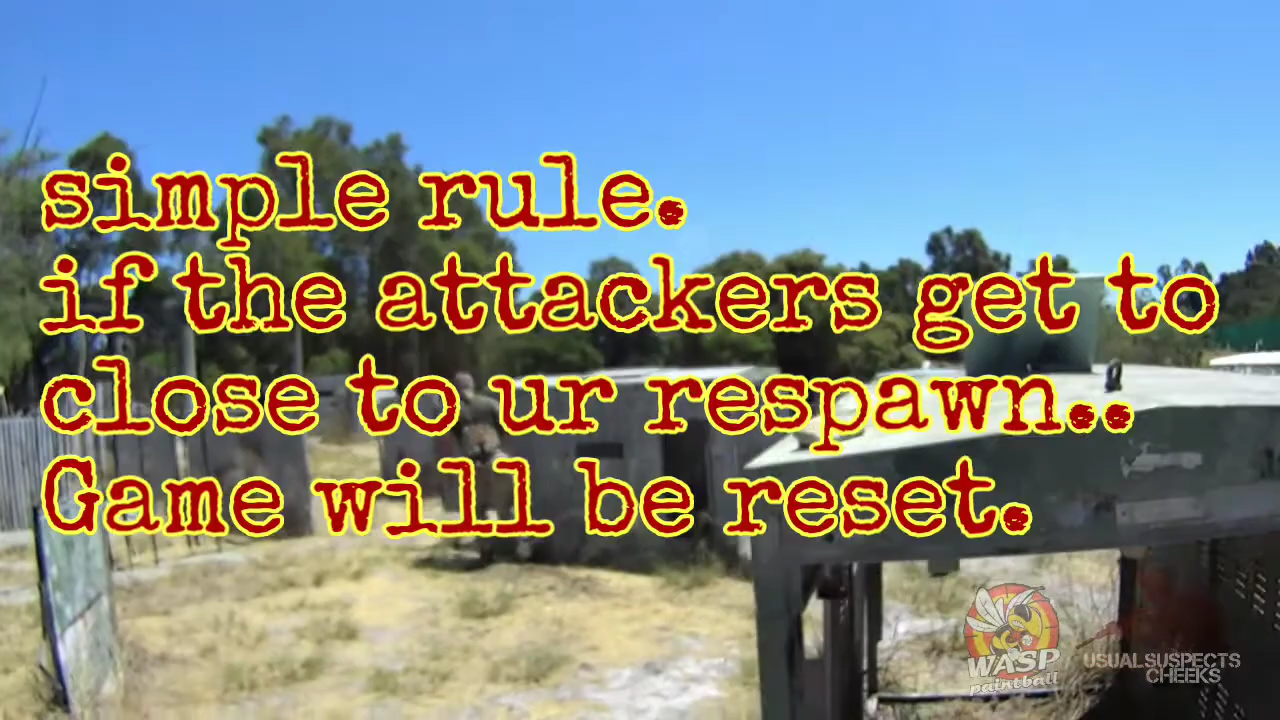 simple rule.
if the attackers get to
close to ur respawn..
Game will be reset.
WASP
paintball
USUALSUSPECTS
CHEEKS